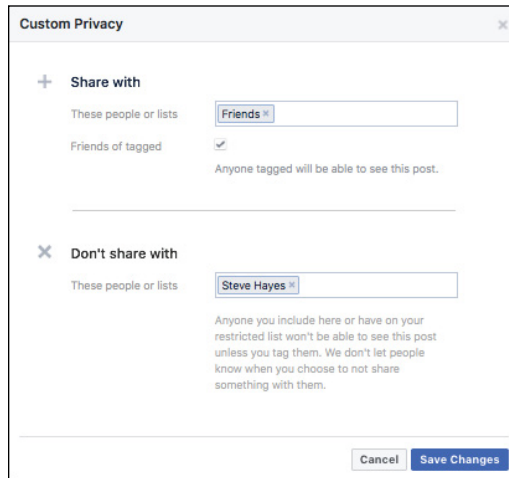 Custom Privacy
Share with
These people or lists
Friends
Friends of tagged
Anyone tagged will be able to see this post.
Don't share with
These people or lists
Steve Hayes
Anyone you include here or have on your
restricted list won't be able to see this post
unless you tag them. We don't let people
know when you choose to not share
something with them.
Cancel Save Changes